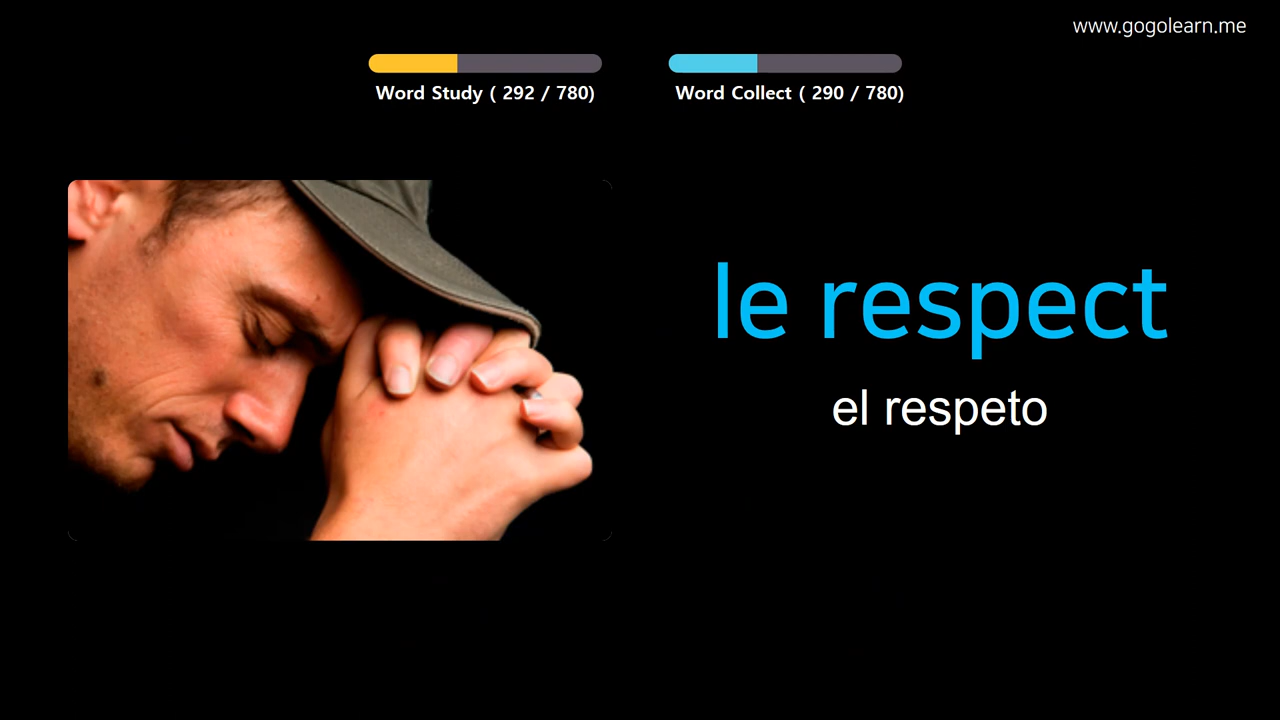 www.gogolearn.me
Word Study ( 292 / 780)
Word Collect ( 290 / 780)
le respect
el respeto